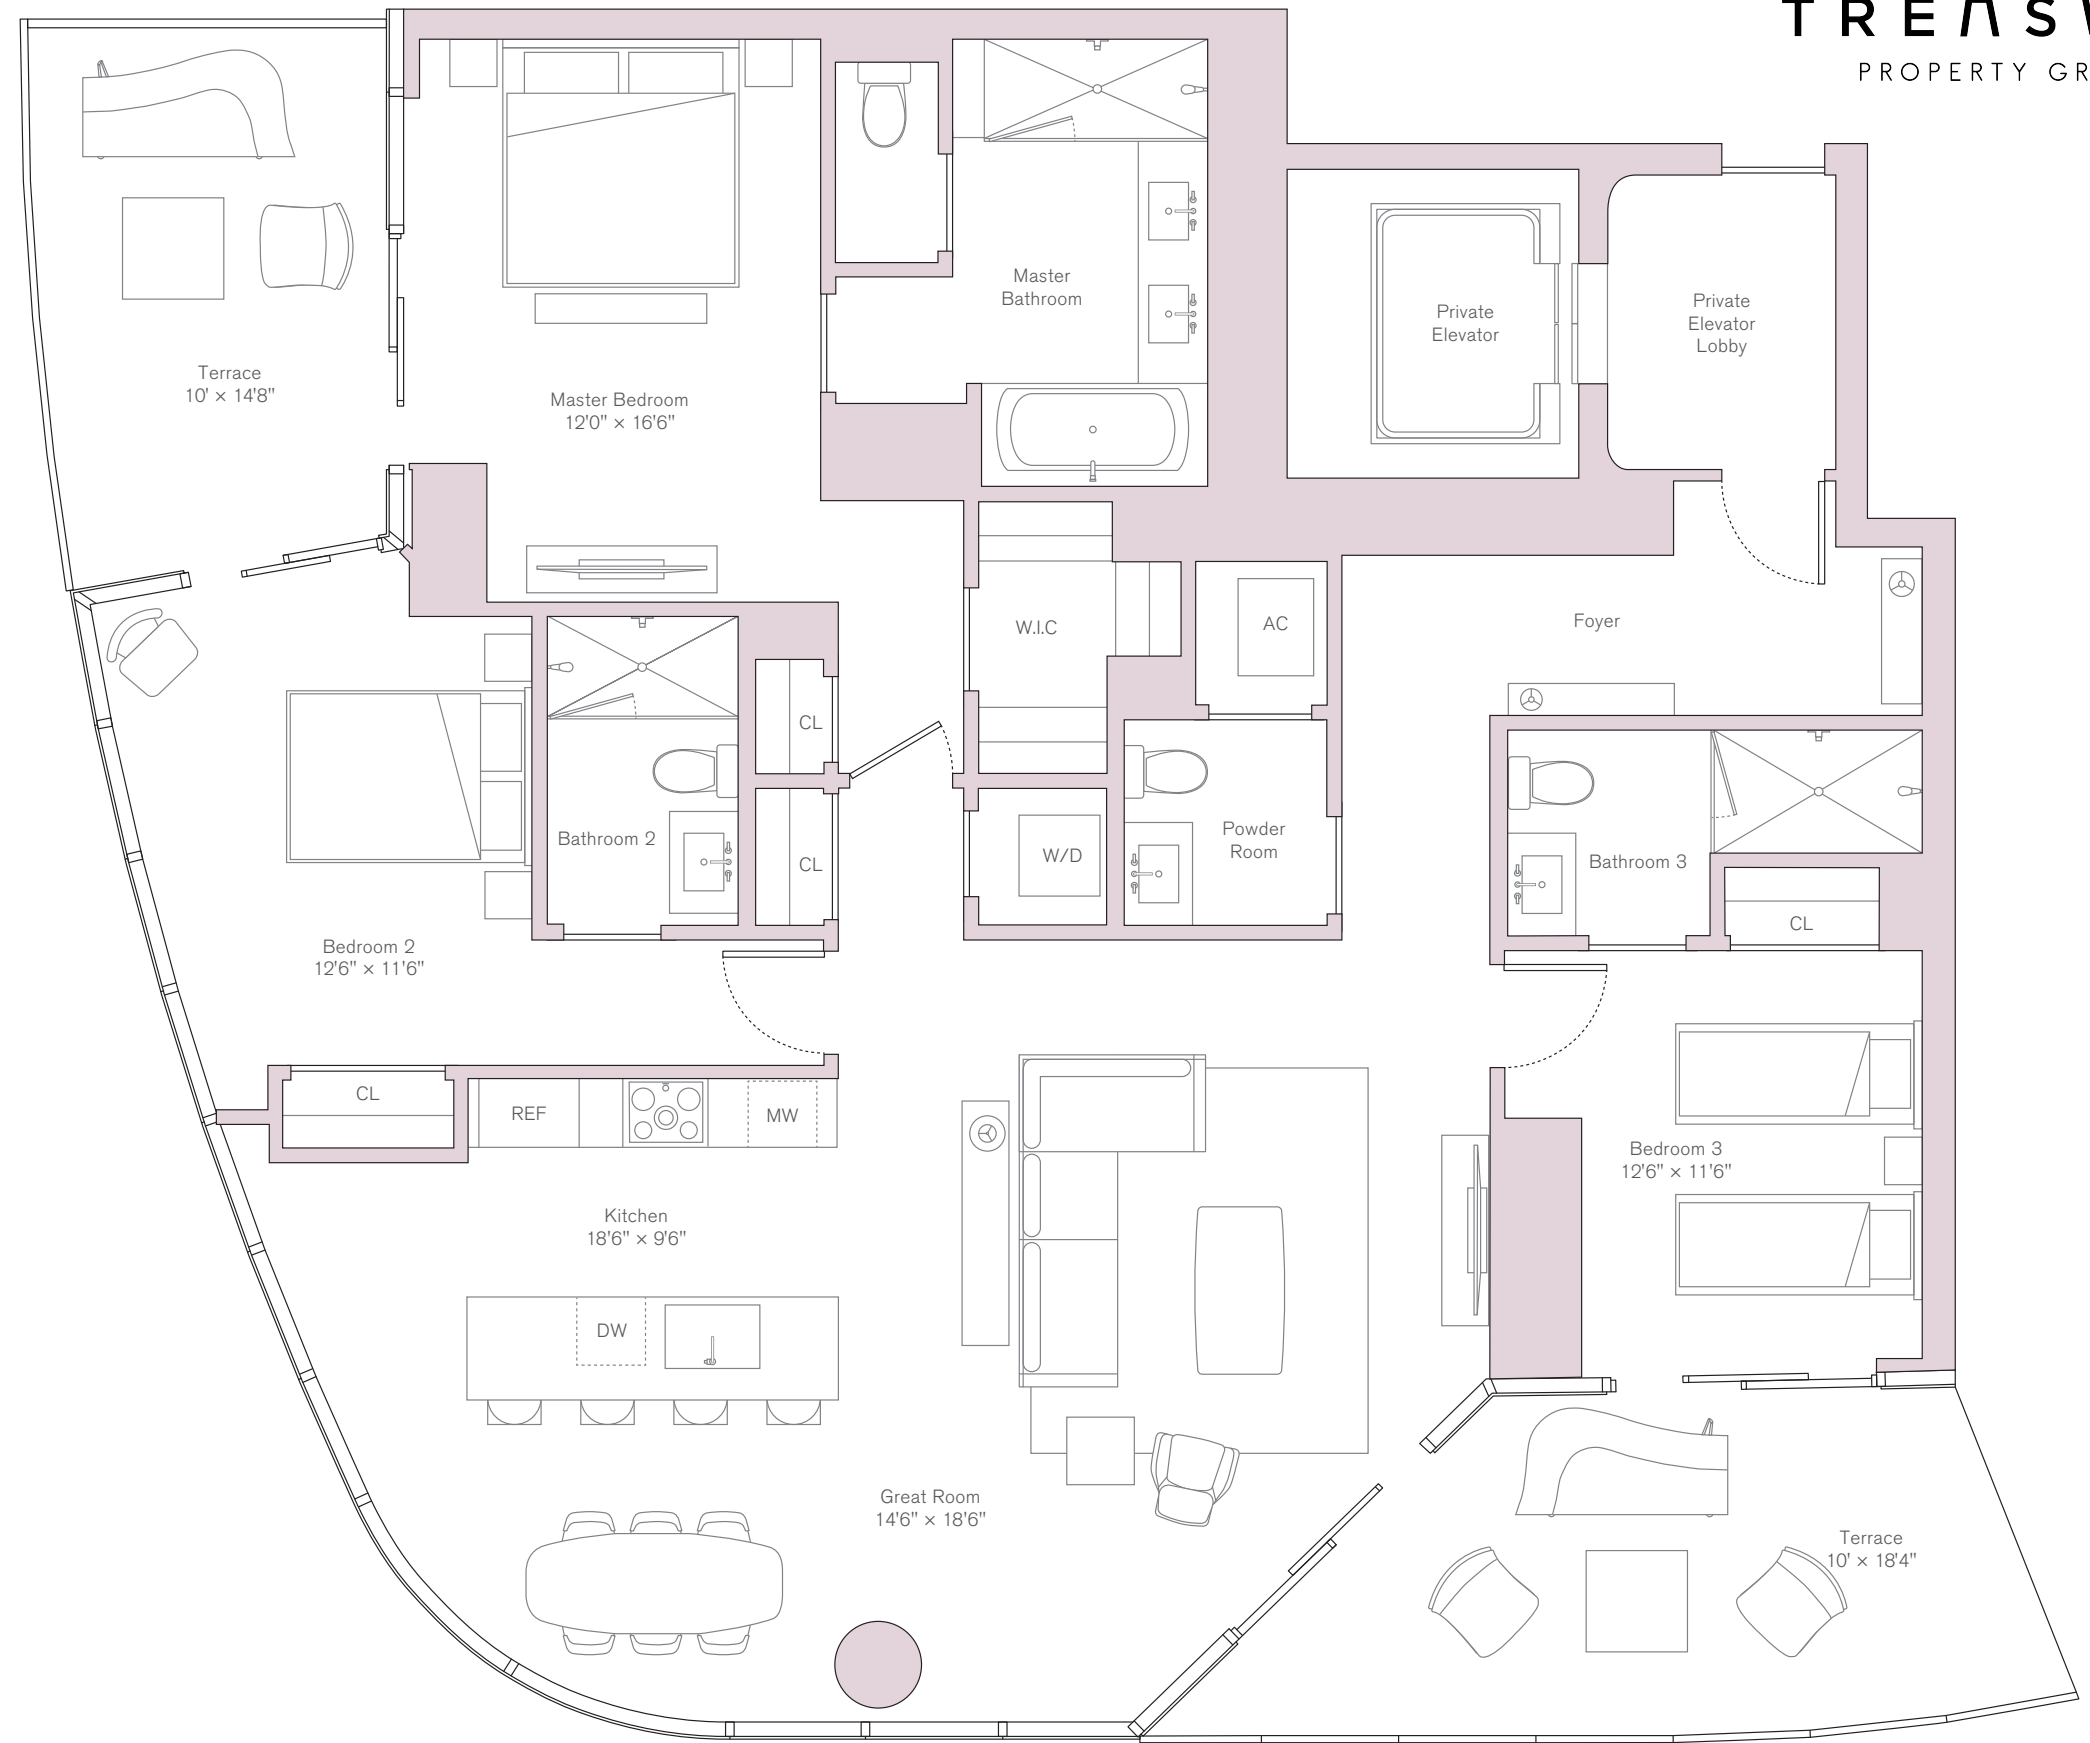 PROPERTY GR
Master
Bathroom
Private
Elevator
Private
Elevator
Lobby
Terrace
10' × 14'8"
Master Bedroom
12'0" × 16'6"
W.I.C
AC
Foyer
CL
Bathroom 2
CL
W/D
Powder
Room
Bathroom 3
CL
Bedroom 2
12'6" × 11'6"
CL
REF
MW
Bedroom 3
12'6" × 11'6"
Kitchen
18'6" × 9'6"
DW
Great Room
14'6" × 18'6"
Terrace
10' × 18'4"